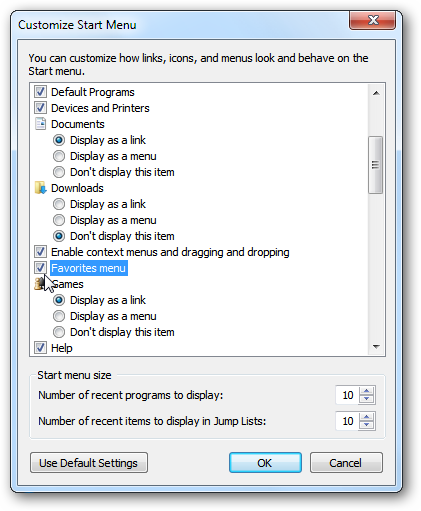 Customize Start Menu
You can customize how links, icons, and menus look and behave on the
Start menu.
Default Programs
Devices and Printers
Documents
Display as a link
Display as a menu
Don't display this item
Downloads
Display as a link
Display as a menu
Don't display this item
Enable context menus and dragging and dropping
Favorites menu
Games
Display as a link
Display as a menu
Don't display this item
Help
Start menu size
Number of recent programs to display: 10
Number of recent items to display in Jump Lists: 10
Use Default Settings OK Cancel